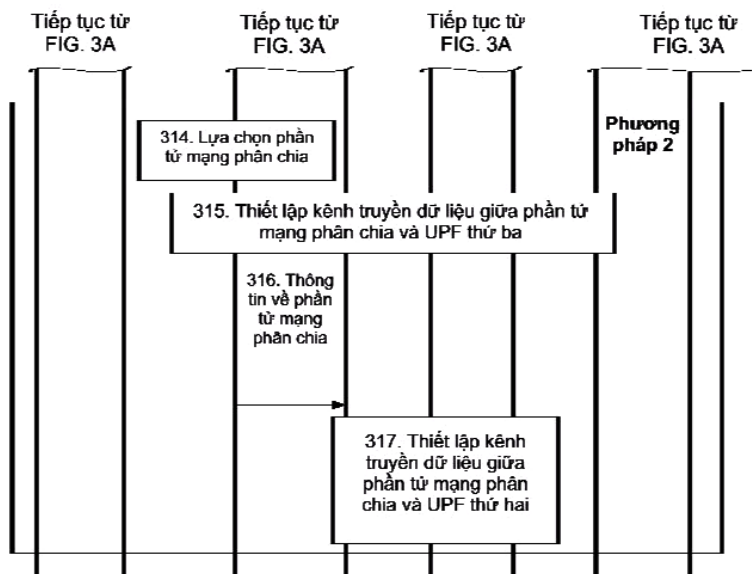 Tiếp tục từ
FIG. 3A
Tiếp tục từ
FIG. 3A
Tiếp tục từ
FIG. 3A
Tiếp tục từ
FIG. 3A
Phương
pháp 2
314. Lựa chọn phần
tử mạng phân chia
315. Thiết lập kênh truyền dữ liệu giữa phần tử
mạng phân chia và UPF thứ ba
316. Thông
tin về phần
tử mạng
phân chia
317. Thiết lập kênh
truyền dữ liệu giữa
phần tử mạng phân
chia và UPF thứ hai